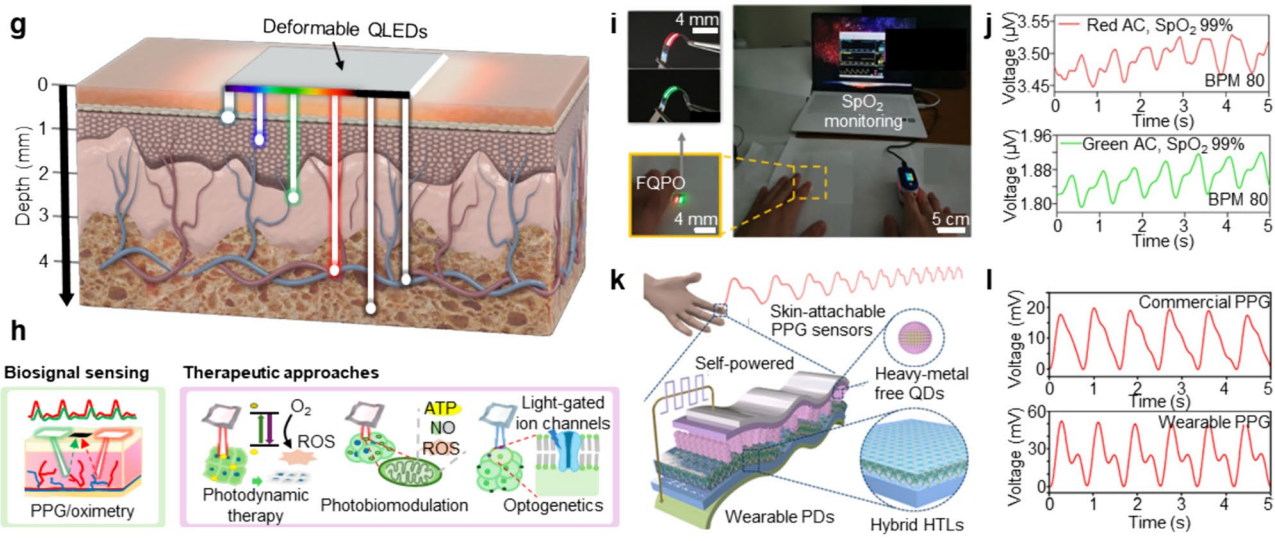 g
Deformable QLEDs
Depth (mm)
0
1
2
3
4
h
Biosignal sensing
PPG/oximetry
Therapeutic approaches
O₂
ROS
Photodynamic
therapy
ATP
NO
ROS
Photobiomodulation
Light-gated
ion channels
Optogenetics
i
4 mm
FQPO
4 mm
SpO₂
monitoring
5 cm
j
Voltage (µV)
3.55
3.50
3.45
Red AC, SpO₂ 99%
BPM 80
0 1 2 3 4 5
Time (s)
Voltage (µV)
1.96
1.88
1.80
Green AC, SpO₂ 99%
BPM 80
0 1 2 3 4 5
Time (s)
k
Skin-attachable
PPG sensors
Self-powered
Heavy-metal
free QDs
Wearable PDs
Hybrid HTLs
l
Voltage (mV)
20
10
0
Commercial PPG
0 1 2 3 4 5
Time (s)
Voltage (mV)
60
30
0
Wearable PPG
0 1 2 3 4 5
Time (s)